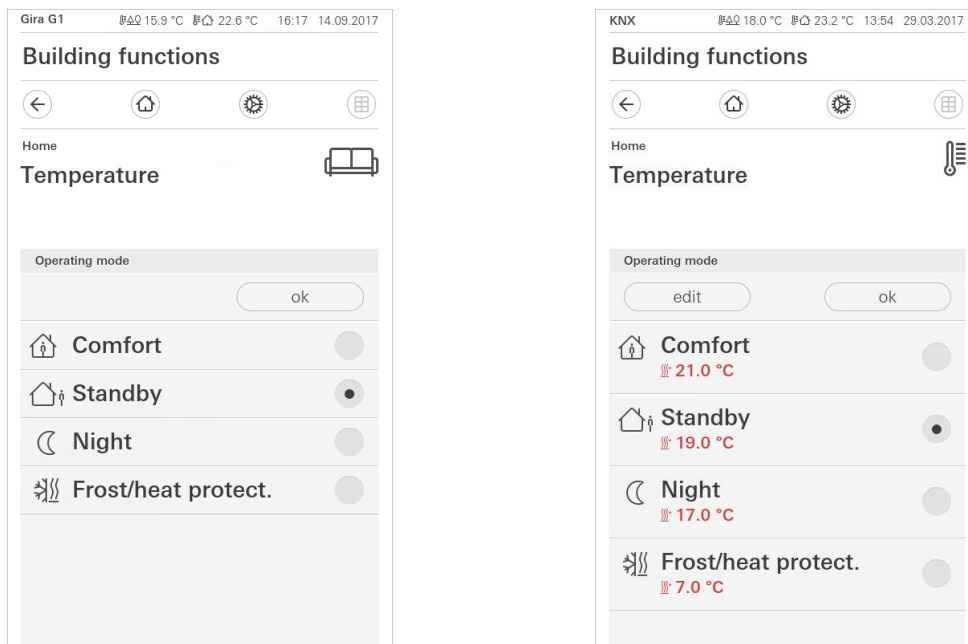 Gira G1 15.9 °C 22.6 °C 16:17 14.09.2017
Building functions
Home
Temperature
Operating mode
ok
Comfort
Standby
Night
Frost/heat protect.
KNX 18.0 °C 23.2 °C 13:54 29.03.2017
Building functions
Home
Temperature
Operating mode
edit ok
Comfort
21.0 °C
Standby
19.0 °C
Night
17.0 °C
Frost/heat protect.
7.0 °C